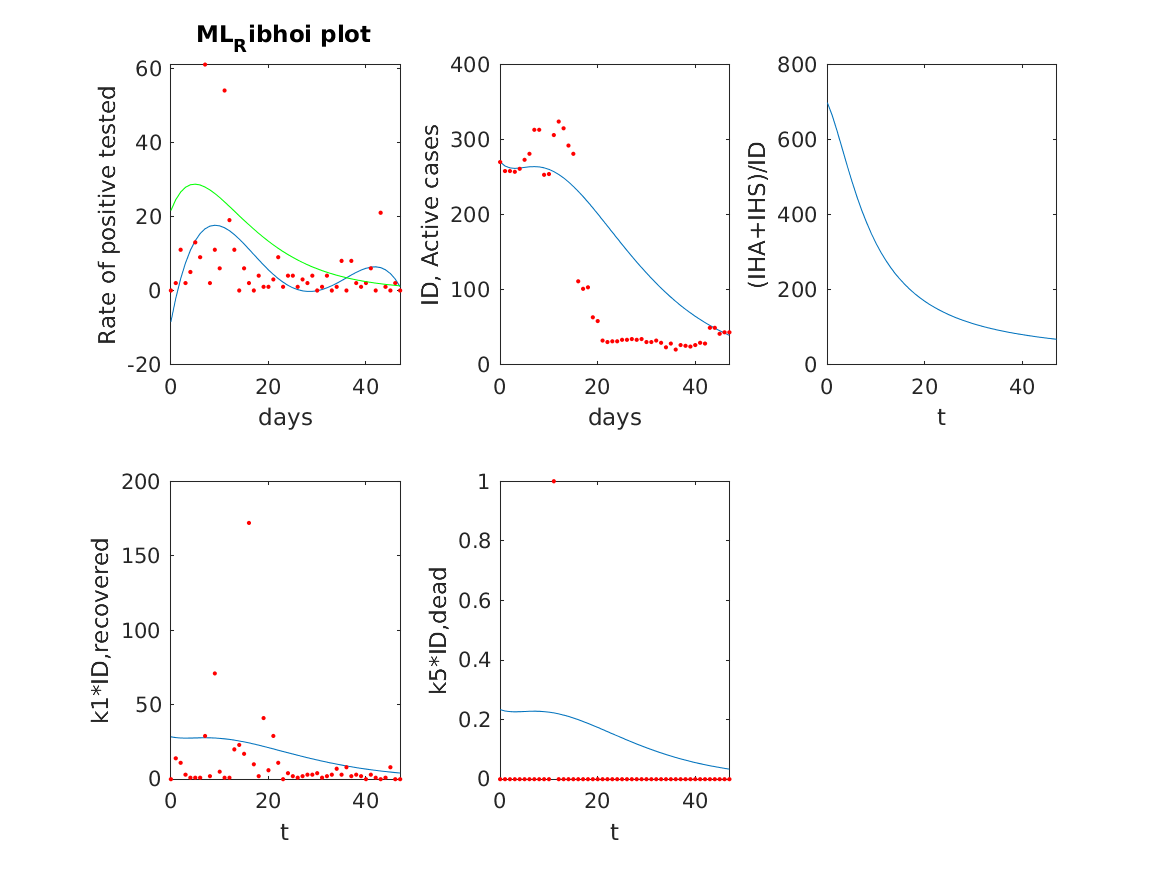 ML_Ribhoi plot
60
40
20
0
-20
0 20 40
days
Rate of positive tested
400
300
200
100
0
0 20 40
days
ID, Active cases
800
600
400
200
0
0 20 40
t
(IHA+IHS)/ID
200
150
100
50
0
0 20 40
t
k1*ID,recovered
1
0.8
0.6
0.4
0.2
0
0 20 40
t
k5*ID,dead